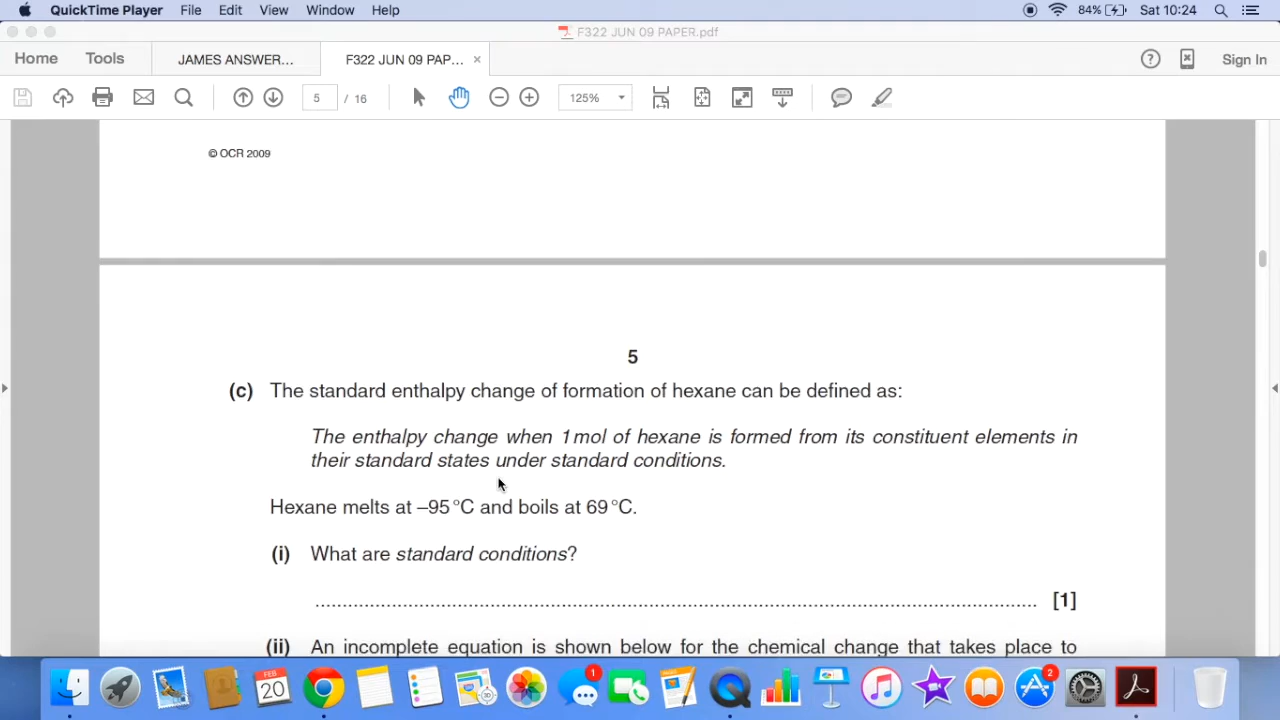 QuickTime Player File Edit View Window Help 84% Sat 10:24
F322 JUN 09 PAPER.pdf
Home Tools JAMES ANSWER... F322 JUN 09 PAP... × Sign In
5 / 16 125%
© OCR 2009
5
(c) The standard enthalpy change of formation of hexane can be defined as:
The enthalpy change when 1 mol of hexane is formed from its constituent elements in
their standard states under standard conditions.
Hexane melts at –95 °C and boils at 69 °C.
(i) What are standard conditions?
.................................................................................................................................... [1]
(ii) An incomplete equation is shown below for the chemical change that takes place to
FEB
20
1
2